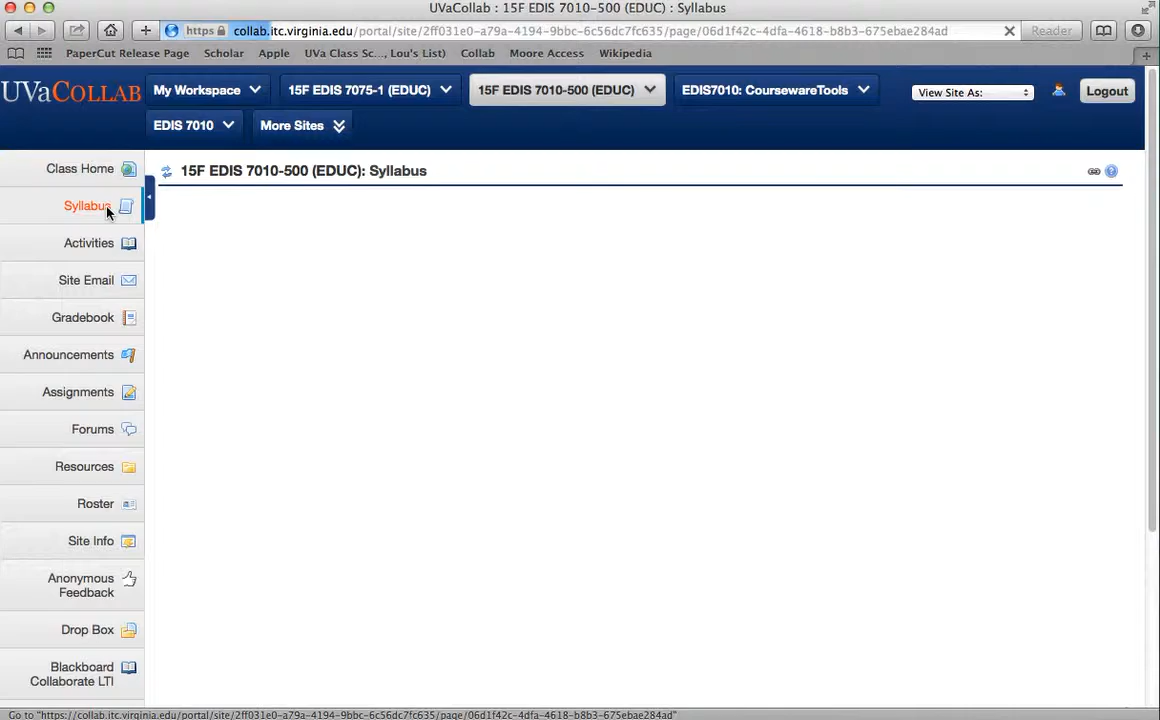 UVaCollab : 15F EDIS 7010-500 (EDUC) : Syllabus
https collab.itc.virginia.edu/portal/site/2ff031e0-a79a-4194-9bbc-6c56dc7fc635/page/06d1f42c-4dfa-4618-b8b3-675ebae284ad Reader
PaperCut Release Page Scholar Apple UVa Class Sc..., Lou's List) Collab Moore Access Wikipedia
UVACOLLAB My Workspace 15F EDIS 7075-1 (EDUC) 15F EDIS 7010-500 (EDUC) EDIS7010: CoursewareTools View Site As: Logout
EDIS 7010 More Sites
Class Home
15F EDIS 7010-500 (EDUC): Syllabus
Syllabus
Activities
Site Email
Gradebook
Announcements
Assignments
Forums
Resources
Roster
Site Info
Anonymous
Feedback
Drop Box
Blackboard
Collaborate LTI
Go to "https://collab.itc.virginia.edu/portal/site/2ff031e0-a79a-4194-9bbc-6c56dc7fc635/page/06d1f42c-4dfa-4618-b8b3-675ebae284ad"